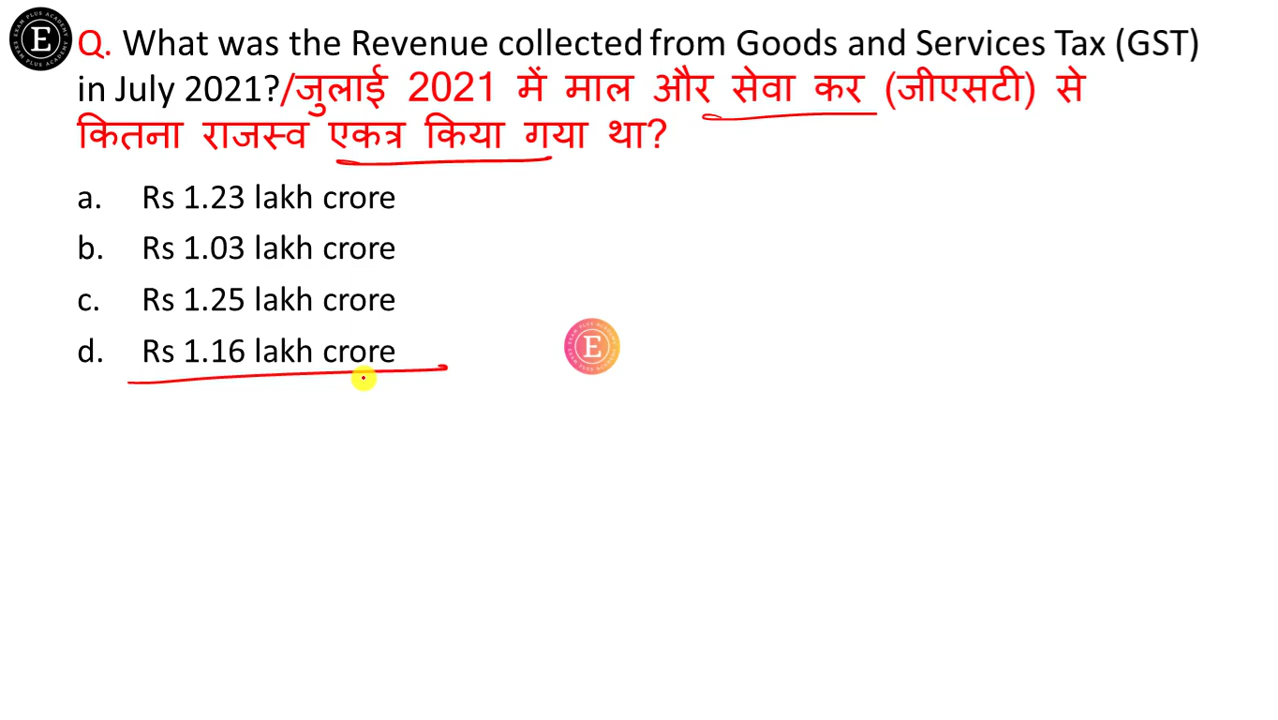 Q. What was the Revenue collected from Goods and Services Tax (GST)
in July 2021?/जुलाई 2021 में माल और सेवा कर (जीएसटी) से
कितना राजस्व एकत्र किया गया था?
a. Rs 1.23 lakh crore
b. Rs 1.03 lakh crore
c. Rs 1.25 lakh crore
d. Rs 1.16 lakh crore
E
E